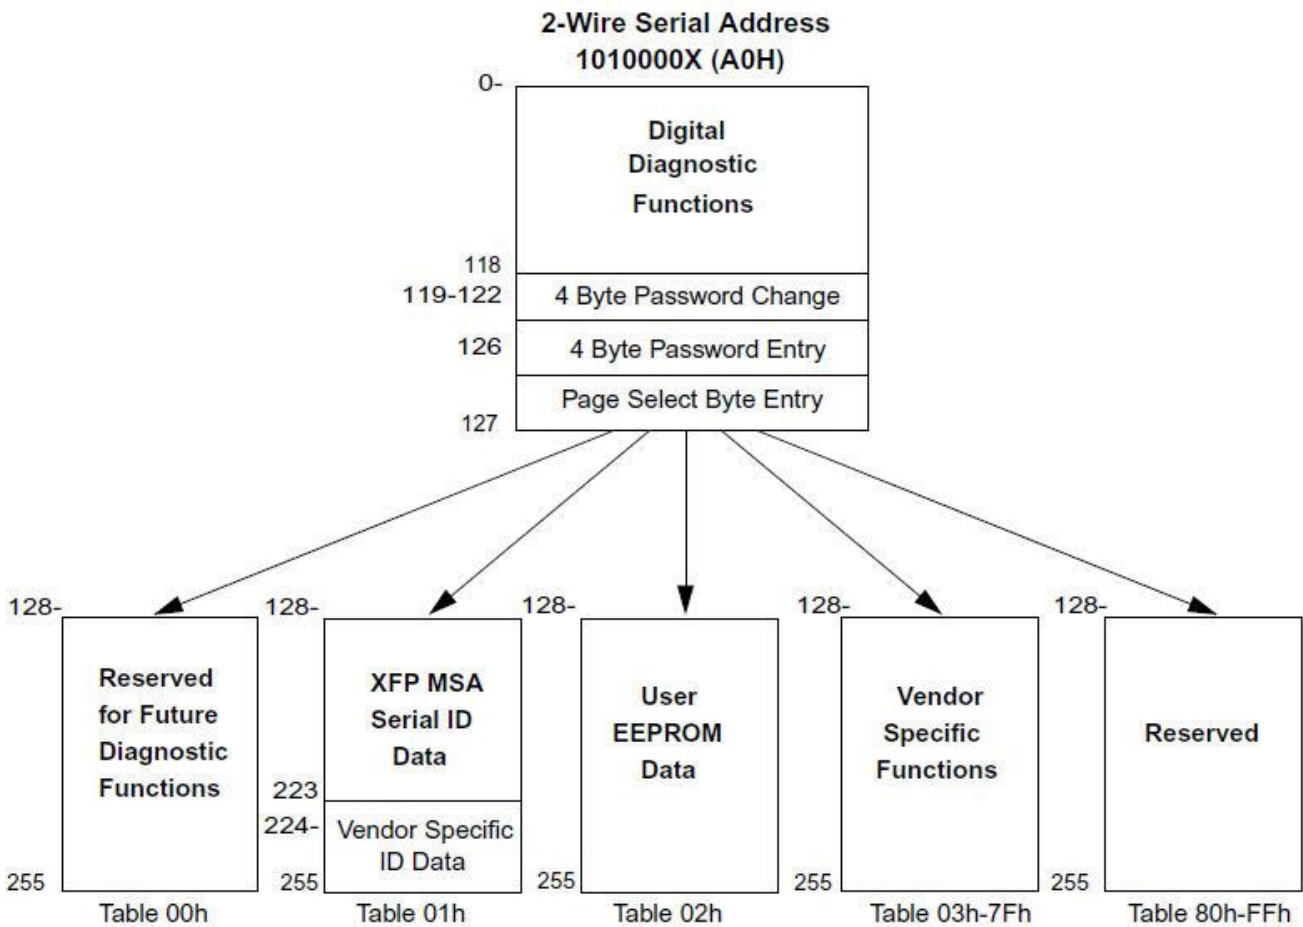 2-Wire Serial Address
1010000X (A0H)
0-
Digital
Diagnostic
Functions
118
119-122
4 Byte Password Change
126
4 Byte Password Entry
Page Select Byte Entry
127
128-
Reserved
for Future
Diagnostic
Functions
255
Table 00h
128-
XFP MSA
Serial ID
Data
223
224-
Vendor Specific
ID Data
255
Table 01h
128-
User
EEPROM
Data
255
Table 02h
128-
Vendor
Specific
Functions
255
Table 03h-7Fh
128-
Reserved
255
Table 80h-FFh